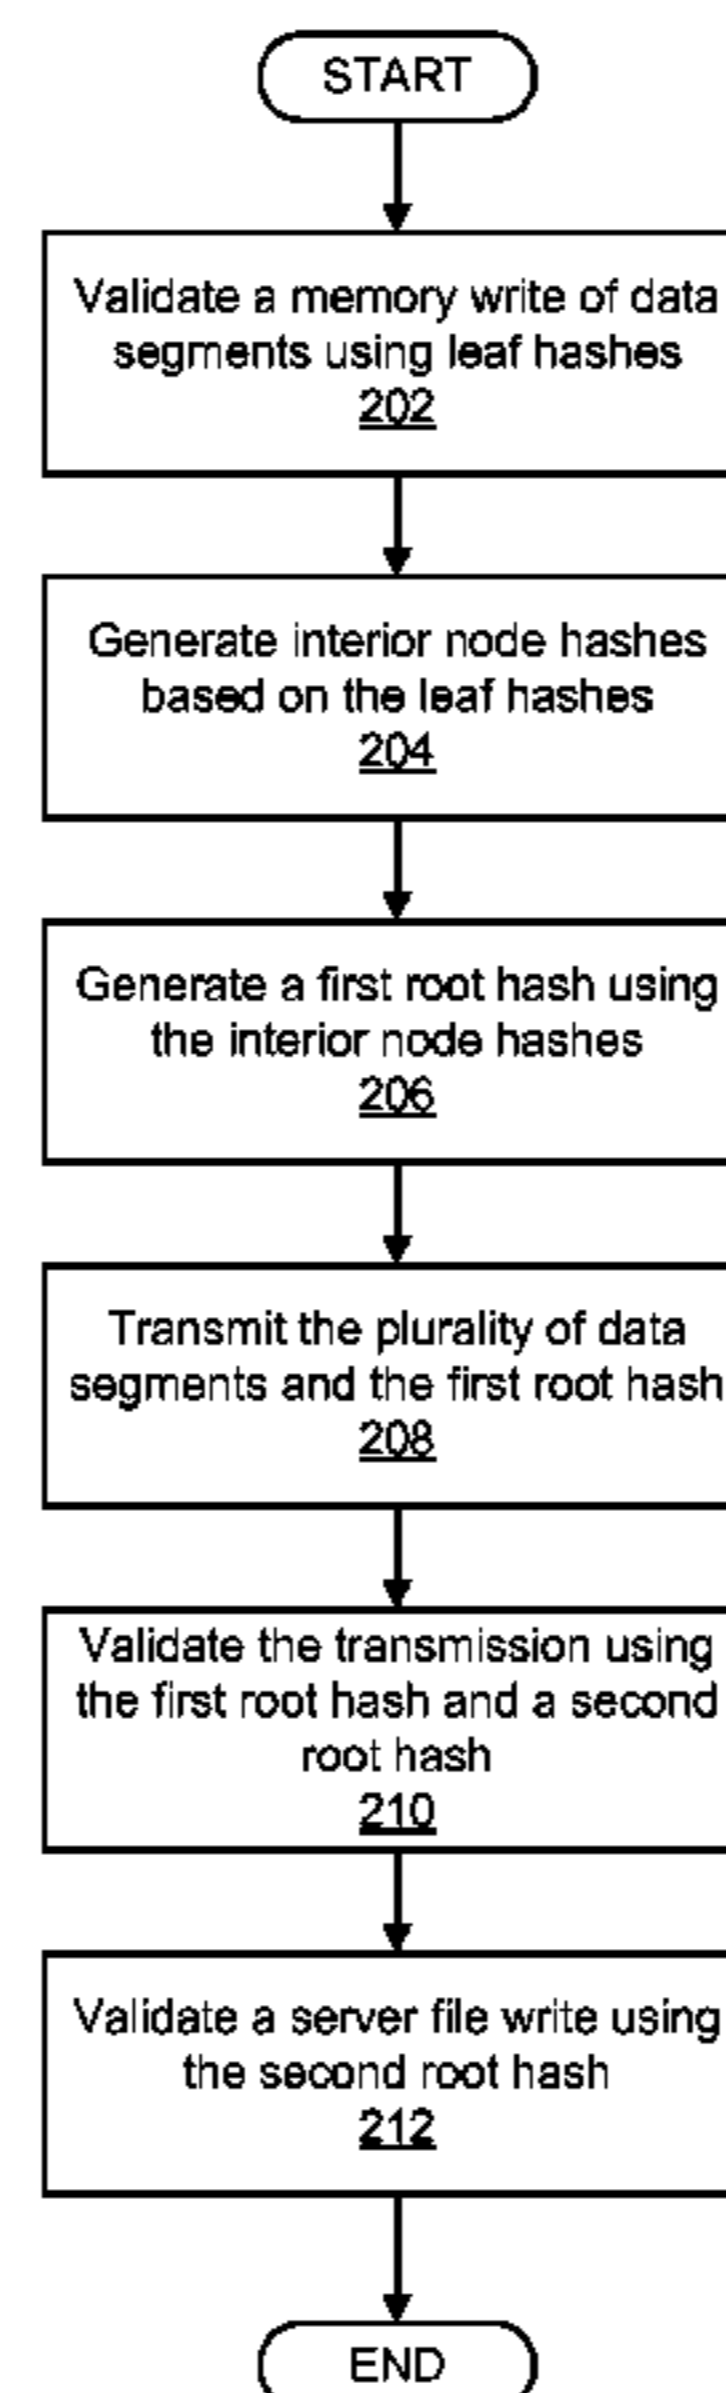 START
Validate a memory write of data
segments using leaf hashes
202
Generate interior node hashes
based on the leaf hashes
204
Generate a first root hash using
the interior node hashes
206
Transmit the plurality of data
segments and the first root hash
208
Validate the transmission using
the first root hash and a second
root hash
210
Validate a server file write using
the second root hash
212
END